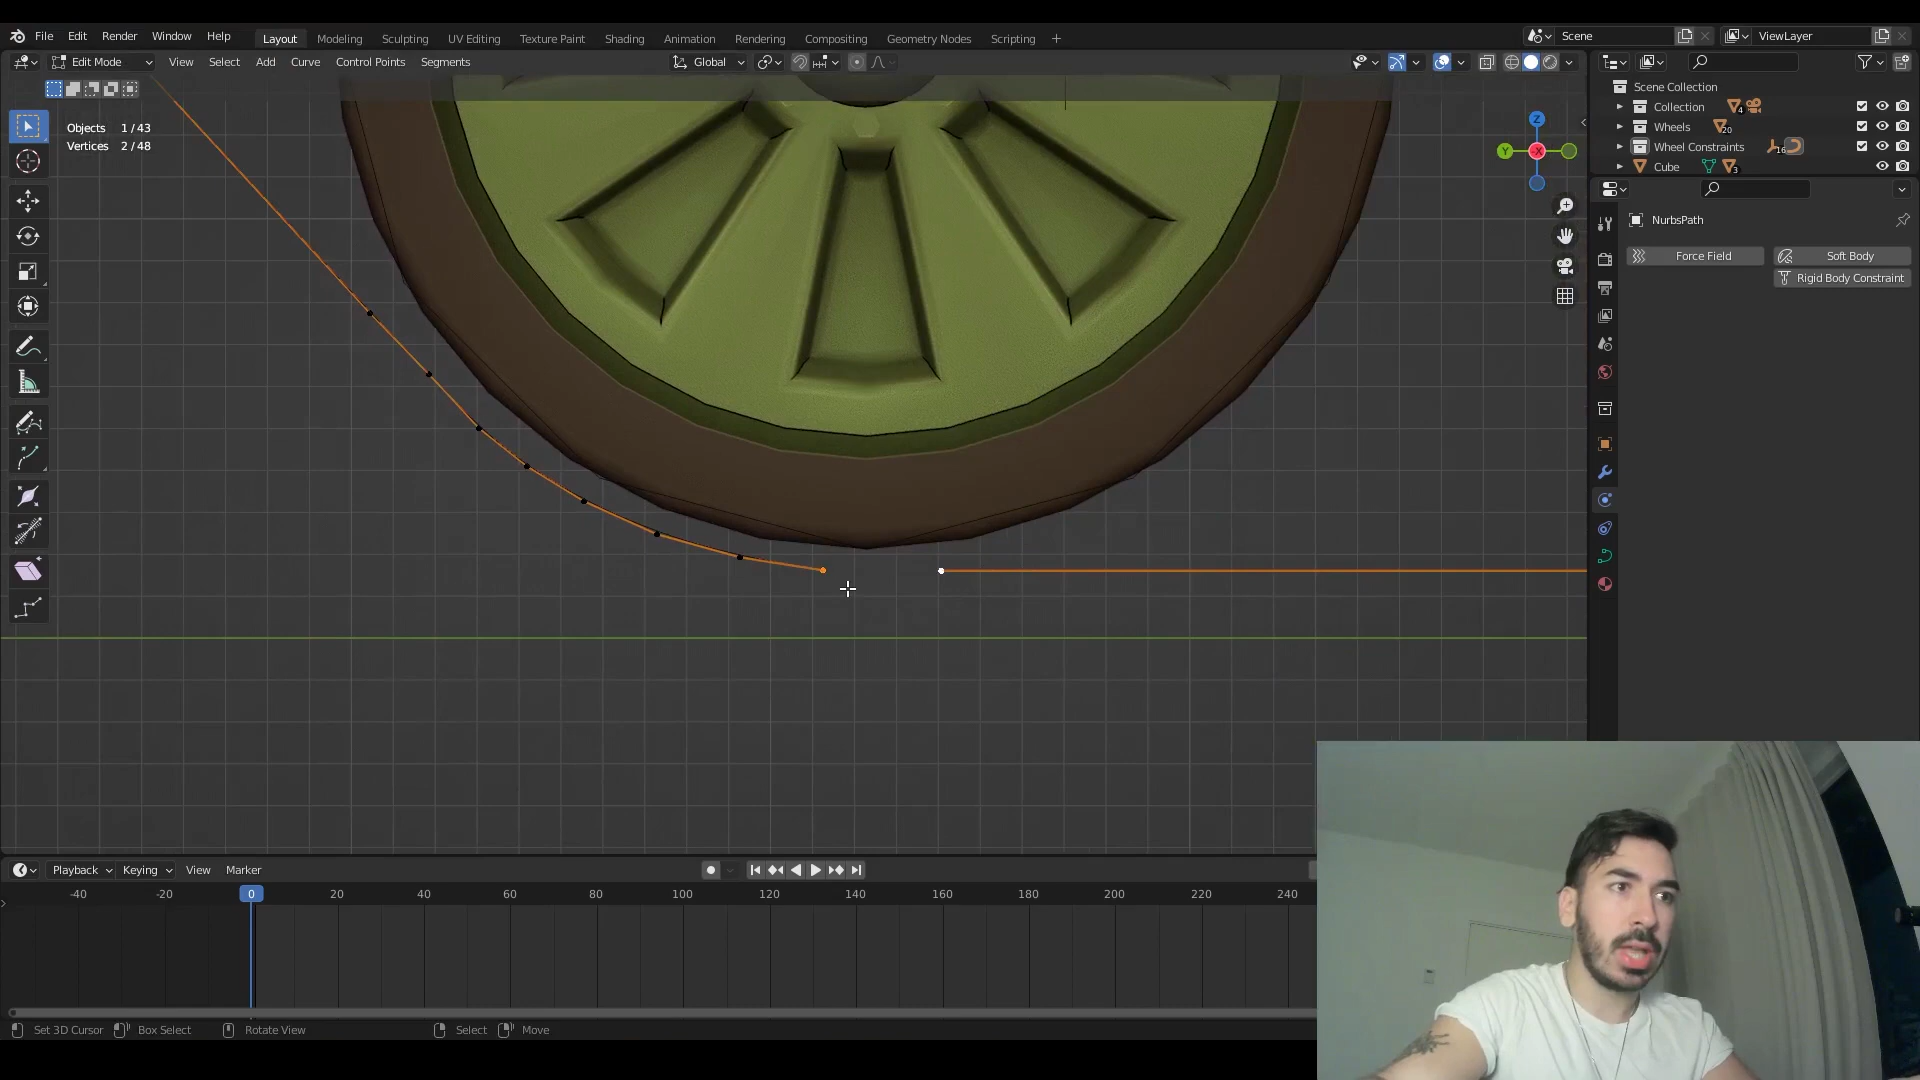 File Edit Render Window Help Layout Modeling Sculpting UV Editing Texture Paint Shading Animation Rendering Compositing Geometry Nodes Scripting + Scene ViewLayer
Edit Mode View Select Add Curve Control Points Segments Global
Scene Collection
Objects 1 / 43
Vertices 2 / 48
Collection 4
Wheels 20
Wheel Constraints 16
Cube 3
NurbsPath
Force Field Soft Body
Rigid Body Constraint
Z
Y X
Playback Keying View Marker
-40 -20 0 20 40 60 80 100 120 140 160 180 200 220 240
Set 3D Cursor Box Select Rotate View Select Move